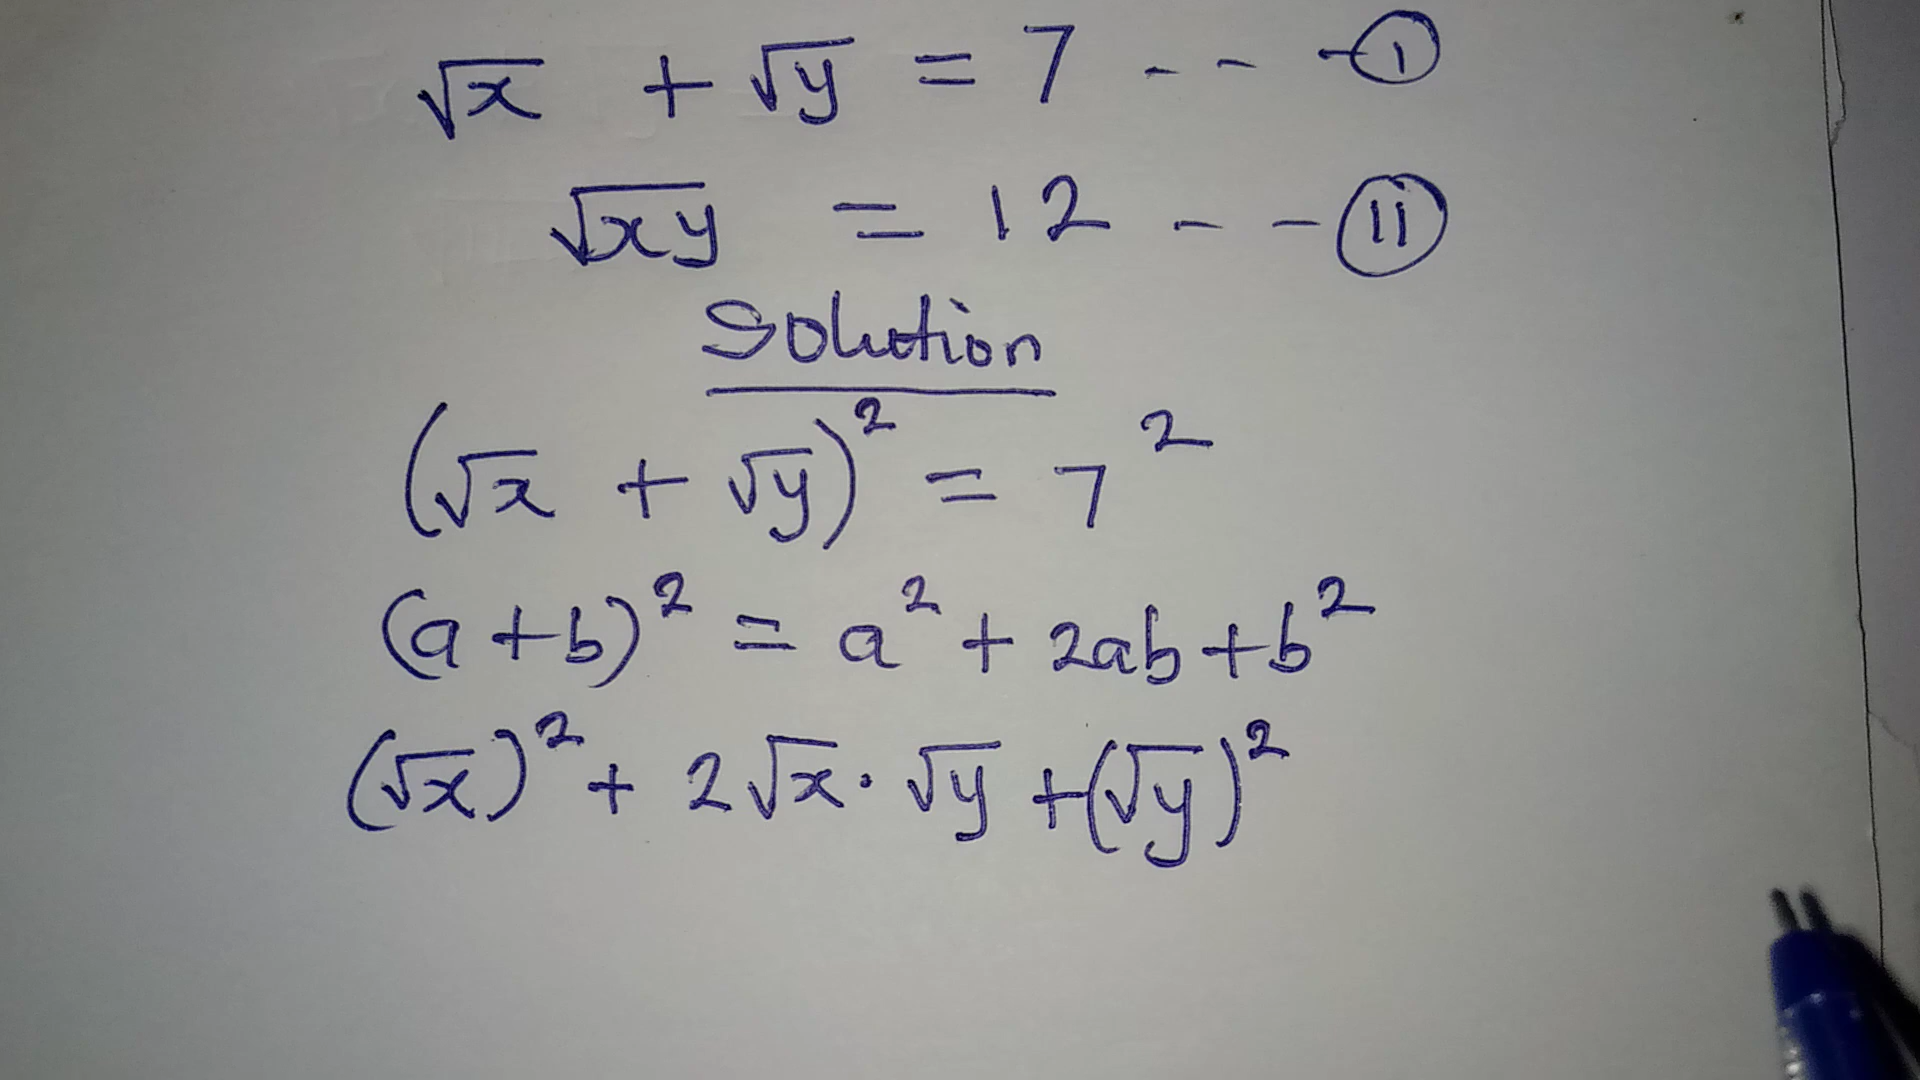 √x + √y = 7 - - - (I)
√xy = 12 - - (II)
Solution
(√x + √y)² = 7²
(a + b)² = a² + 2ab + b²
(√x)² + 2√x · √y + (√y)²